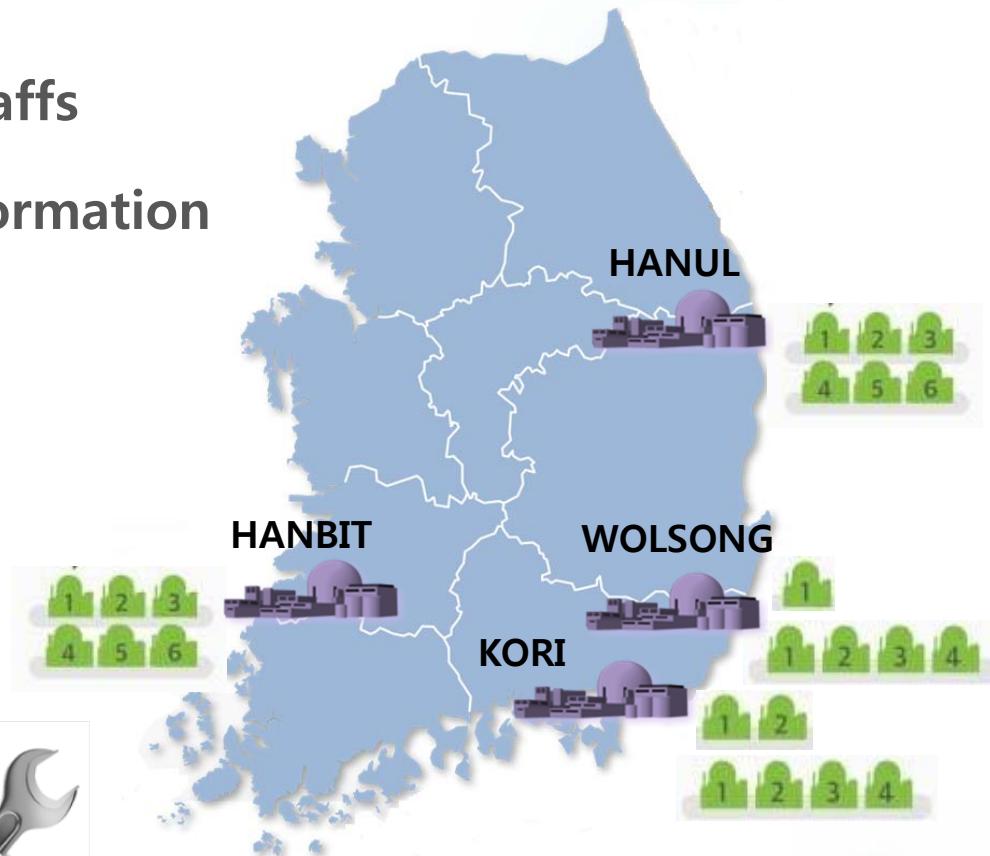 affs
ormation
HANUL
1 2 3
4 5 6
HANBIT
1 2 3
4 5 6
WOLSONG
1
1 2 3 4
KORI
1 2
1 2 3 4